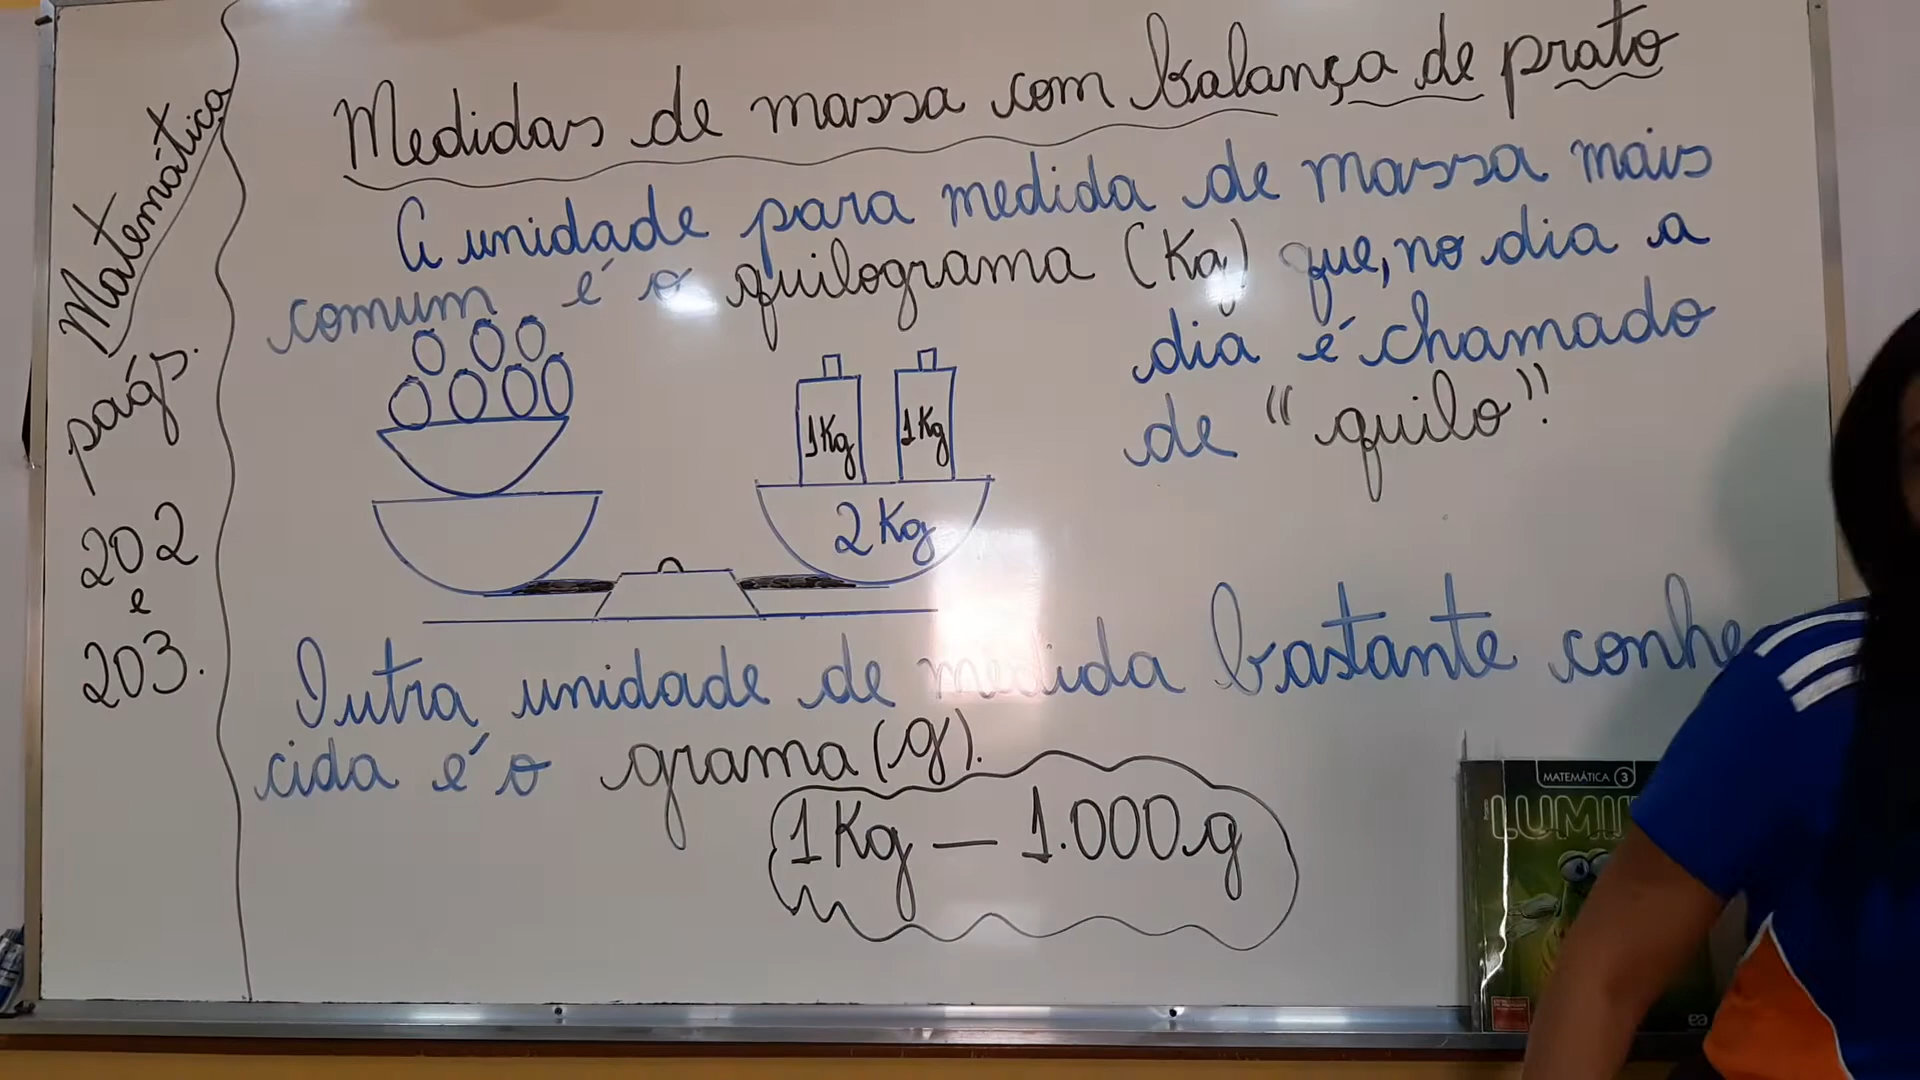 Matemática
págs.
202
e
203.
Medidas de massa com balança de prato
A unidade para medida de massa mais
comum é o quilograma (Kg) que, no dia a
dia é chamado
de "quilo"!
1Kg
1Kg
2Kg
Outra unidade de medida bastante conhe
cida é o grama (g).
1Kg — 1.000g
MATEMÁTICA 3